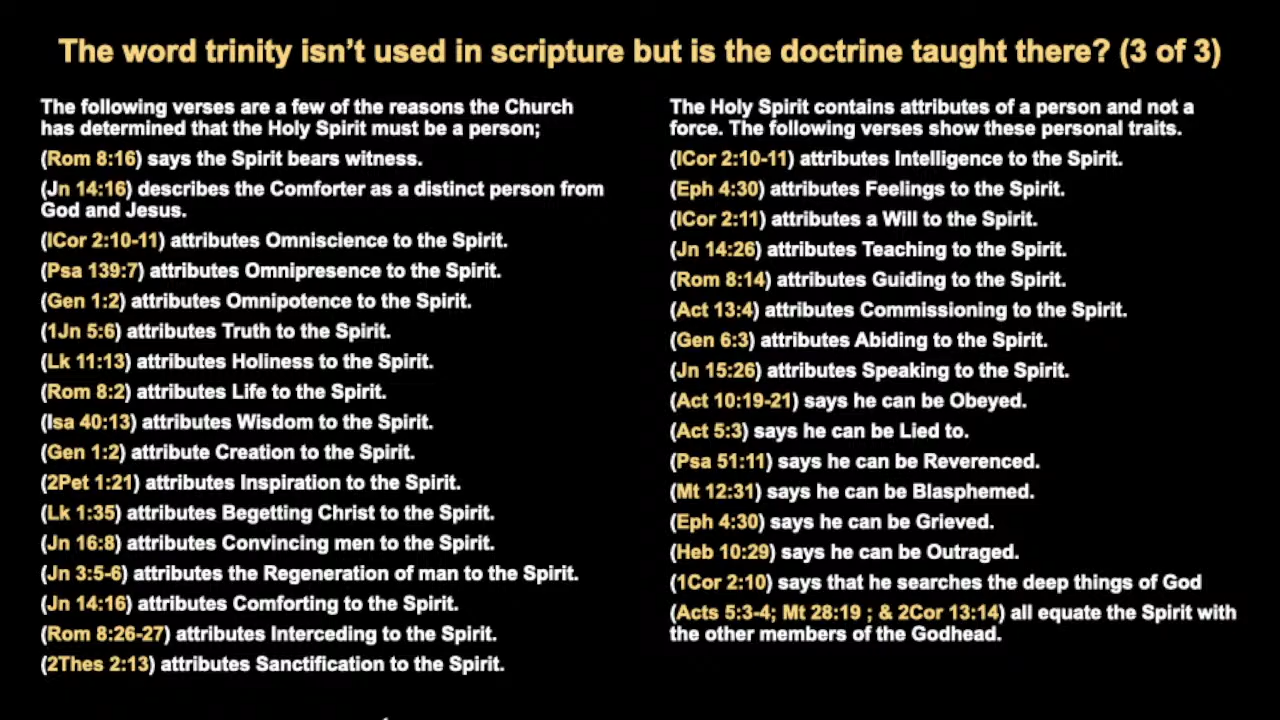 The word trinity isn’t used in scripture but is the doctrine taught there? (3 of 3)
The following verses are a few of the reasons the Church
has determined that the Holy Spirit must be a person;
(Rom 8:16) says the Spirit bears witness.
(Jn 14:16) describes the Comforter as a distinct person from
God and Jesus.
(ICor 2:10-11) attributes Omniscience to the Spirit.
(Psa 139:7) attributes Omnipresence to the Spirit.
(Gen 1:2) attributes Omnipotence to the Spirit.
(1Jn 5:6) attributes Truth to the Spirit.
(Lk 11:13) attributes Holiness to the Spirit.
(Rom 8:2) attributes Life to the Spirit.
(Isa 40:13) attributes Wisdom to the Spirit.
(Gen 1:2) attribute Creation to the Spirit.
(2Pet 1:21) attributes Inspiration to the Spirit.
(Lk 1:35) attributes Begetting Christ to the Spirit.
(Jn 16:8) attributes Convincing men to the Spirit.
(Jn 3:5-6) attributes the Regeneration of man to the Spirit.
(Jn 14:16) attributes Comforting to the Spirit.
(Rom 8:26-27) attributes Interceding to the Spirit.
(2Thes 2:13) attributes Sanctification to the Spirit.
The Holy Spirit contains attributes of a person and not a
force. The following verses show these personal traits.
(ICor 2:10-11) attributes Intelligence to the Spirit.
(Eph 4:30) attributes Feelings to the Spirit.
(ICor 2:11) attributes a Will to the Spirit.
(Jn 14:26) attributes Teaching to the Spirit.
(Rom 8:14) attributes Guiding to the Spirit.
(Act 13:4) attributes Commissioning to the Spirit.
(Gen 6:3) attributes Abiding to the Spirit.
(Jn 15:26) attributes Speaking to the Spirit.
(Act 10:19-21) says he can be Obeyed.
(Act 5:3) says he can be Lied to.
(Psa 51:11) says he can be Reverenced.
(Mt 12:31) says he can be Blasphemed.
(Eph 4:30) says he can be Grieved.
(Heb 10:29) says he can be Outraged.
(1Cor 2:10) says that he searches the deep things of God
(Acts 5:3-4; Mt 28:19 ; & 2Cor 13:14) all equate the Spirit with
the other members of the Godhead.